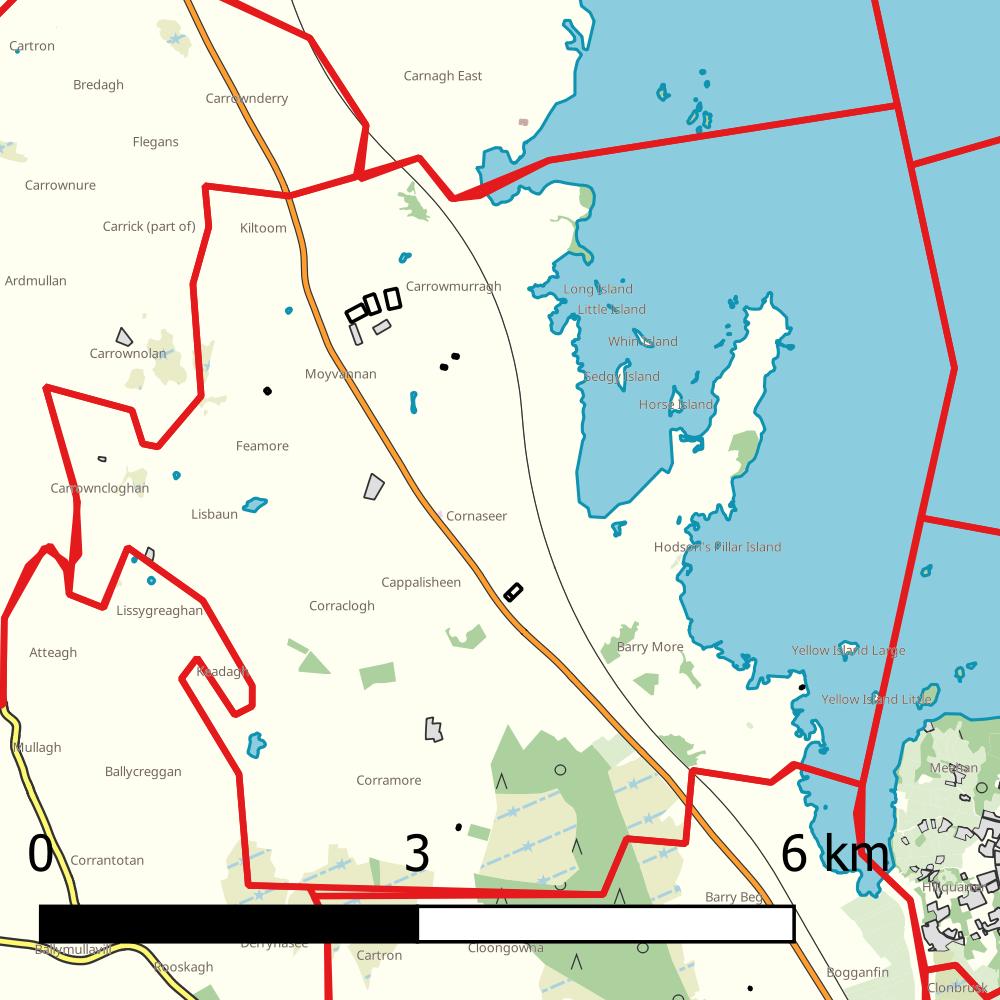 Cartron
Carnagh East
Bredagh
Carrownderry
Flegans
Carrownure
Carrick (part of)
Kiltoom
Ardmullan
Carrowmurragh
Long Island
Little Island
Whin Island
Carrownolan
Moyvannan
Sedgy Island
Horse Island
Feamore
Carrowncloghan
Lisbaun
Cornaseer
Hodson's Pillar Island
Cappalisheen
Lissygreaghan
Corraclogh
Atteagh
Barry More
Yellow Island Large
Keadagh
Yellow Island Little
Mullagh
Ballycreggan
Corramore
Meehan
0 3 6 km
Corrantotan
Barry Beg
Ballymullavill
Derryhasee
Cartron
Cloongowna
Rooskagh
Bogganfin
Clonbrusk